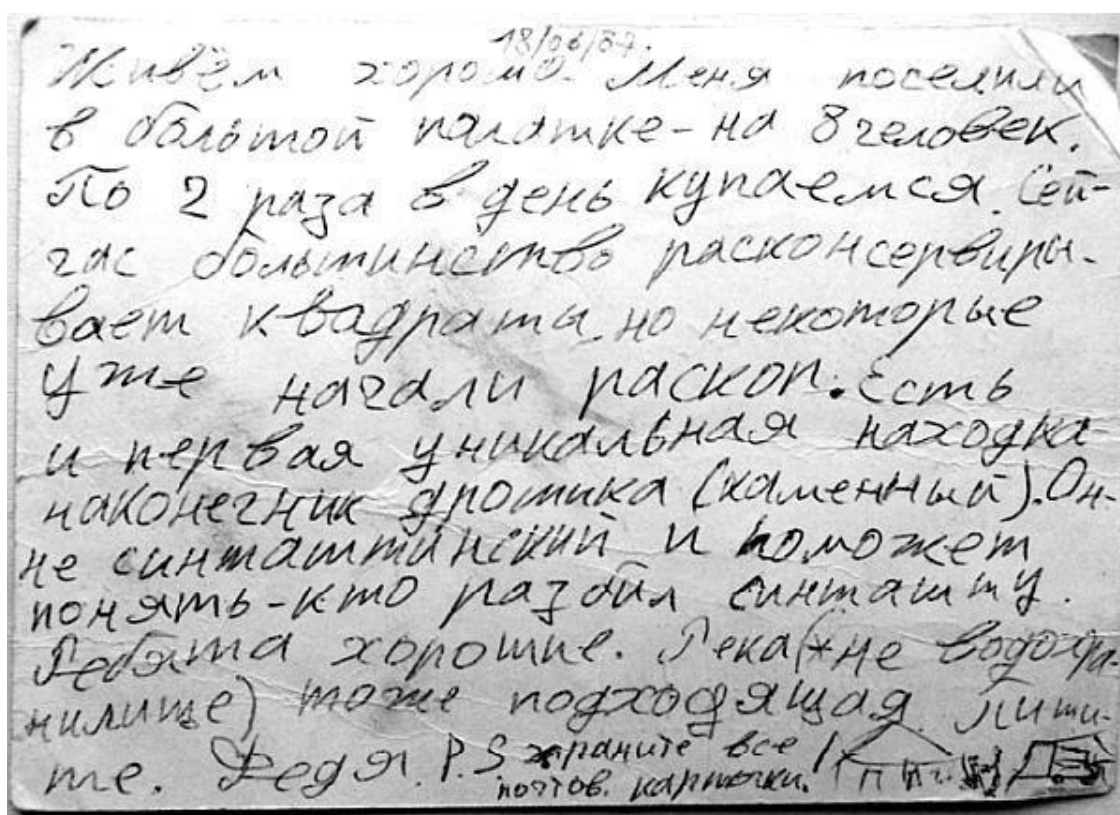 18/06/87.
Живём хорошо. Меня поселили
в большой палатке - на 8 человек.
По 2 раза в день купаемся. Сей-
час большинство расконсервиры-
вает квадраты, но некоторые
уже начали раскоп. Есть
и первая уникальная находка
наконечник дротика (каменный). Он-
не синташтинский и поможет
понять - кто разбил синташту.
Ребята хорошие. Река (*не водохра
нилище) тоже подходящая. Пиши-
те. Федя. P.S. храните все
почтов. карточки.